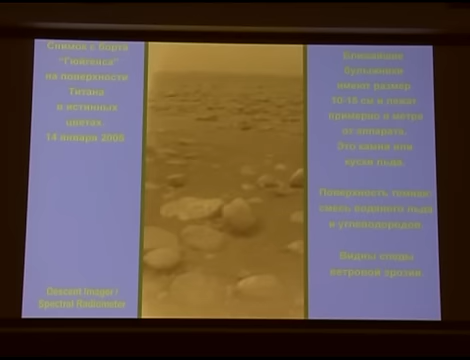 Снимок с борта
"Гюйгенса"
на поверхности
Титана
в истинных
цветах.
14 января 2005
Descent Imager /
Spectral Radiometer
Ближайшие
булыжники
имеют размер
10-15 см и лежат
примерно в метре
от аппарата.
Это камни или
куски льда.
Поверхность темная:
смесь водяного льда
и углеводородов.
Видны следы
ветровой эрозии.